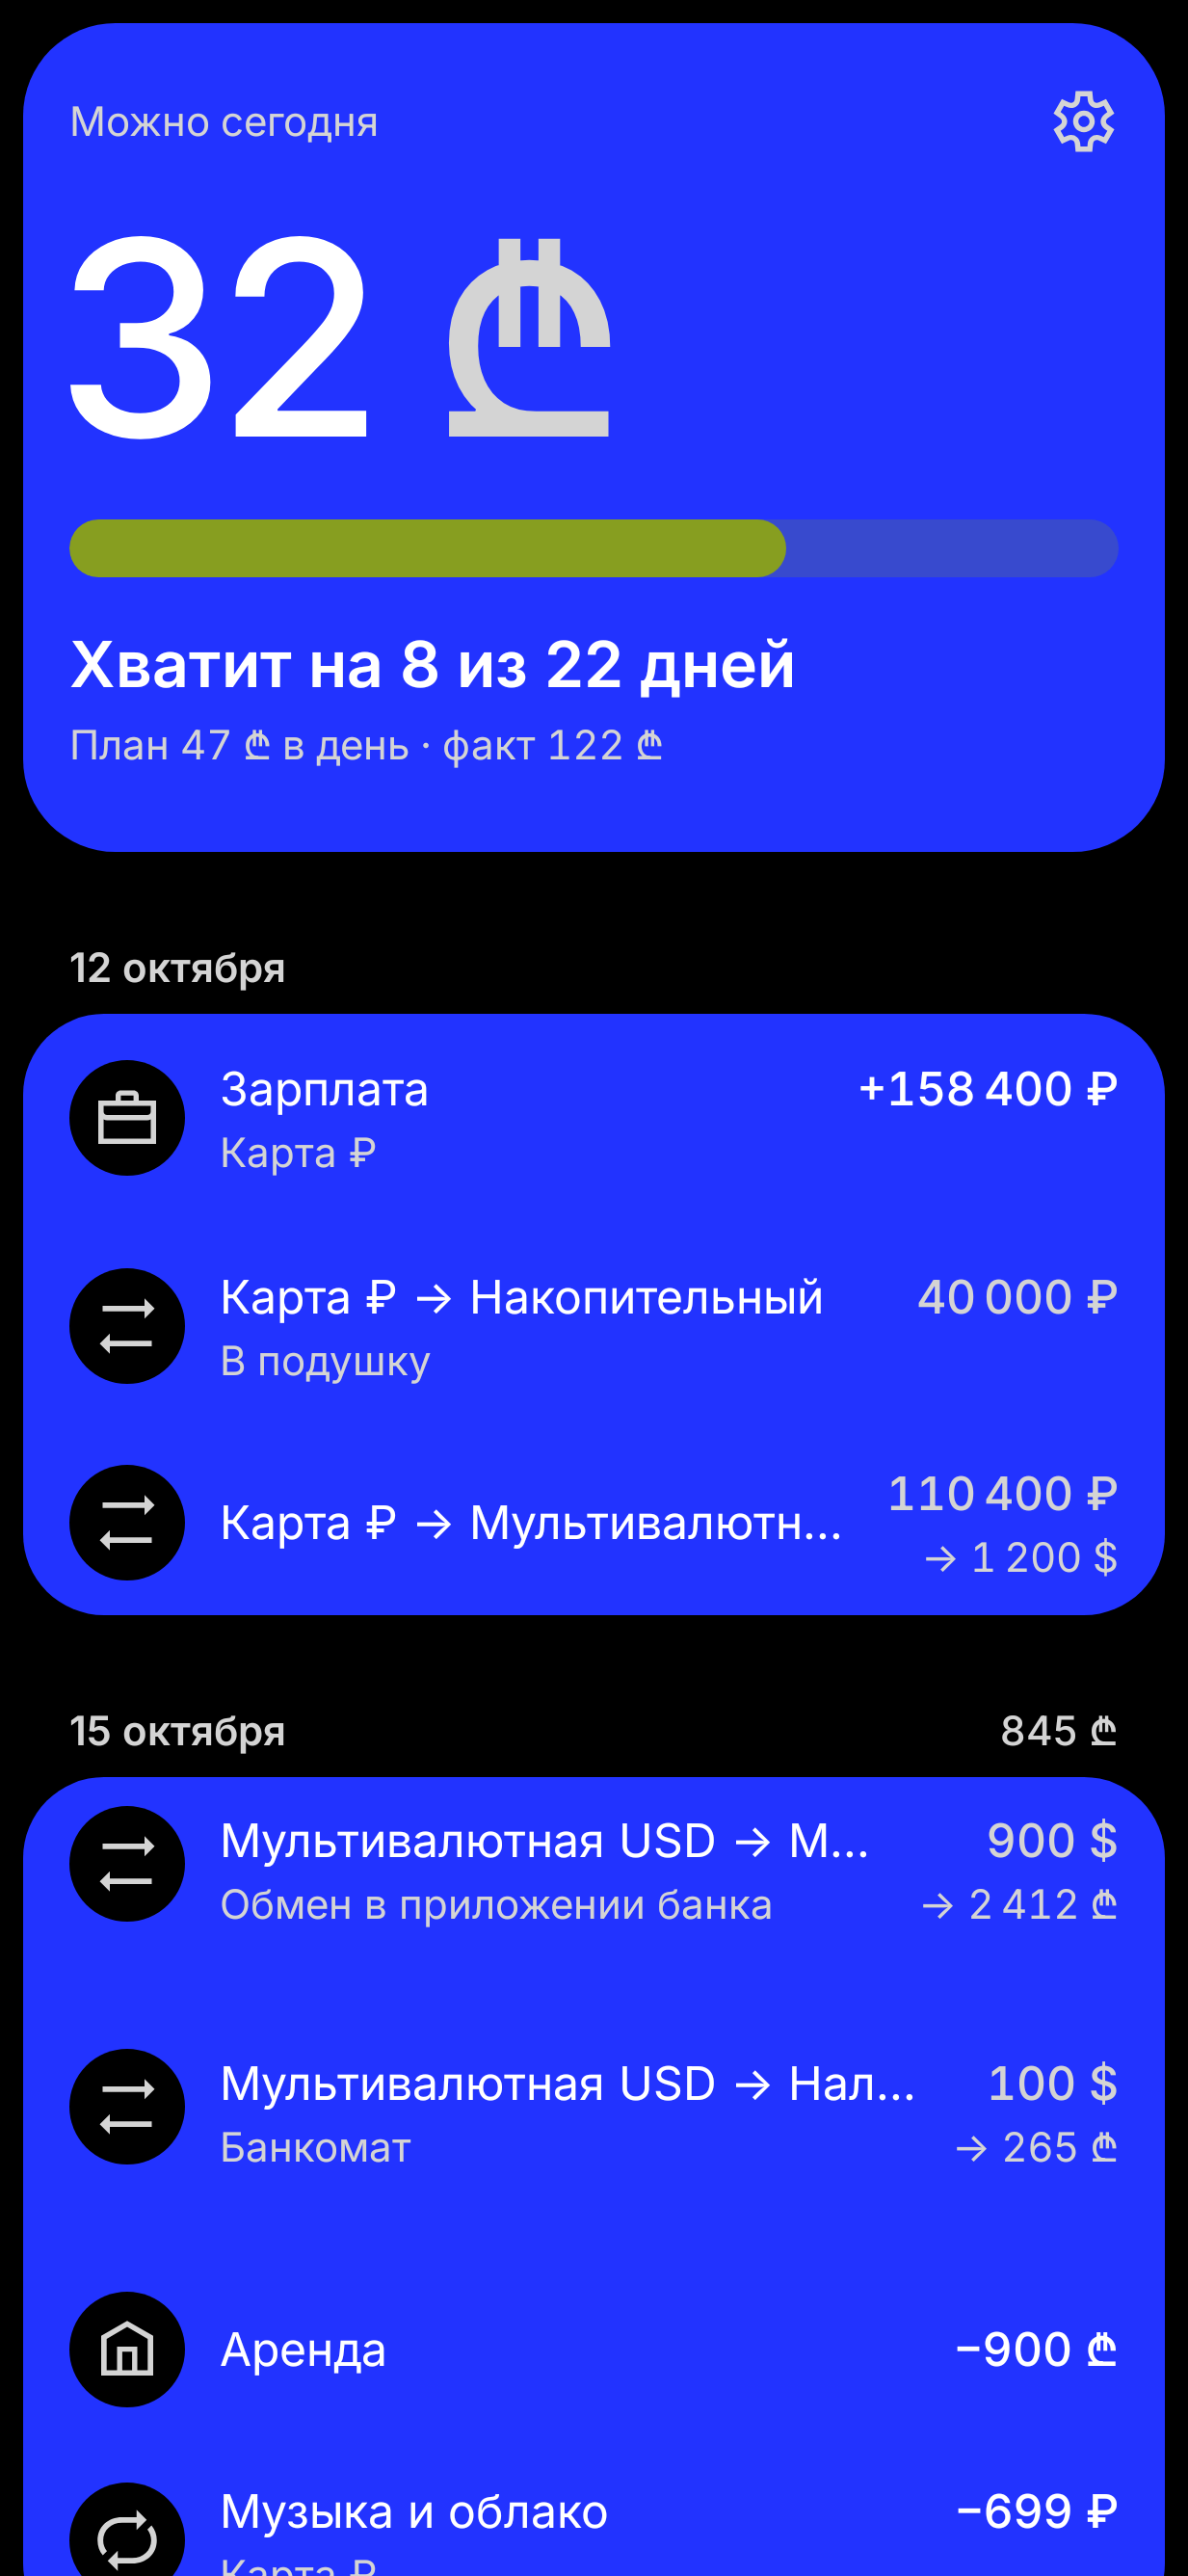 Можно сегодня
32 ₾
Хватит на 8 из 22 дней
План 47 ₾ в день · факт 122 ₾
12 октября
Зарплата
+158 400 ₽
Карта ₽
Карта ₽ → Накопительный
40 000 ₽
В подушку
Карта ₽ → Мультивалютн...
110 400 ₽
→ 1 200 $
15 октября
845 ₾
Мультивалютная USD → М...
900 $
Обмен в приложении банка
→ 2 412 ₾
Мультивалютная USD → Нал...
100 $
Банкомат
→ 265 ₾
Аренда
−900 ₾
Музыка и облако
−699 ₽
Карта ₽